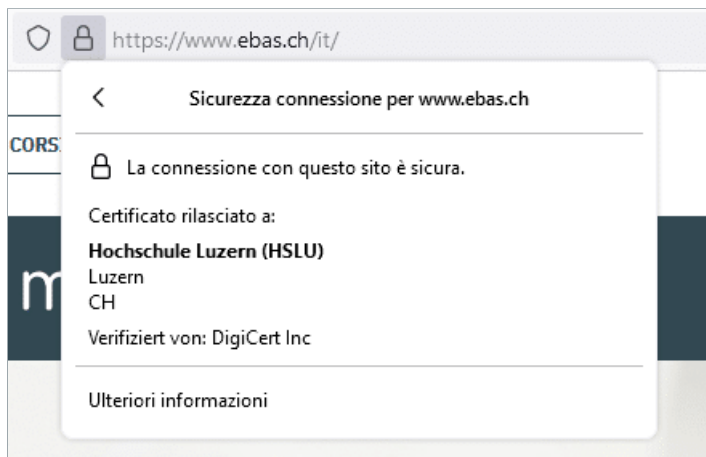 https://www.ebas.ch/it/
Sicurezza connessione per www.ebas.ch
CORS
La connessione con questo sito è sicura.
Certificato rilasciato a:
Hochschule Luzern (HSLU)
Luzern
CH
m
Verifiziert von: DigiCert Inc
Ulteriori informazioni